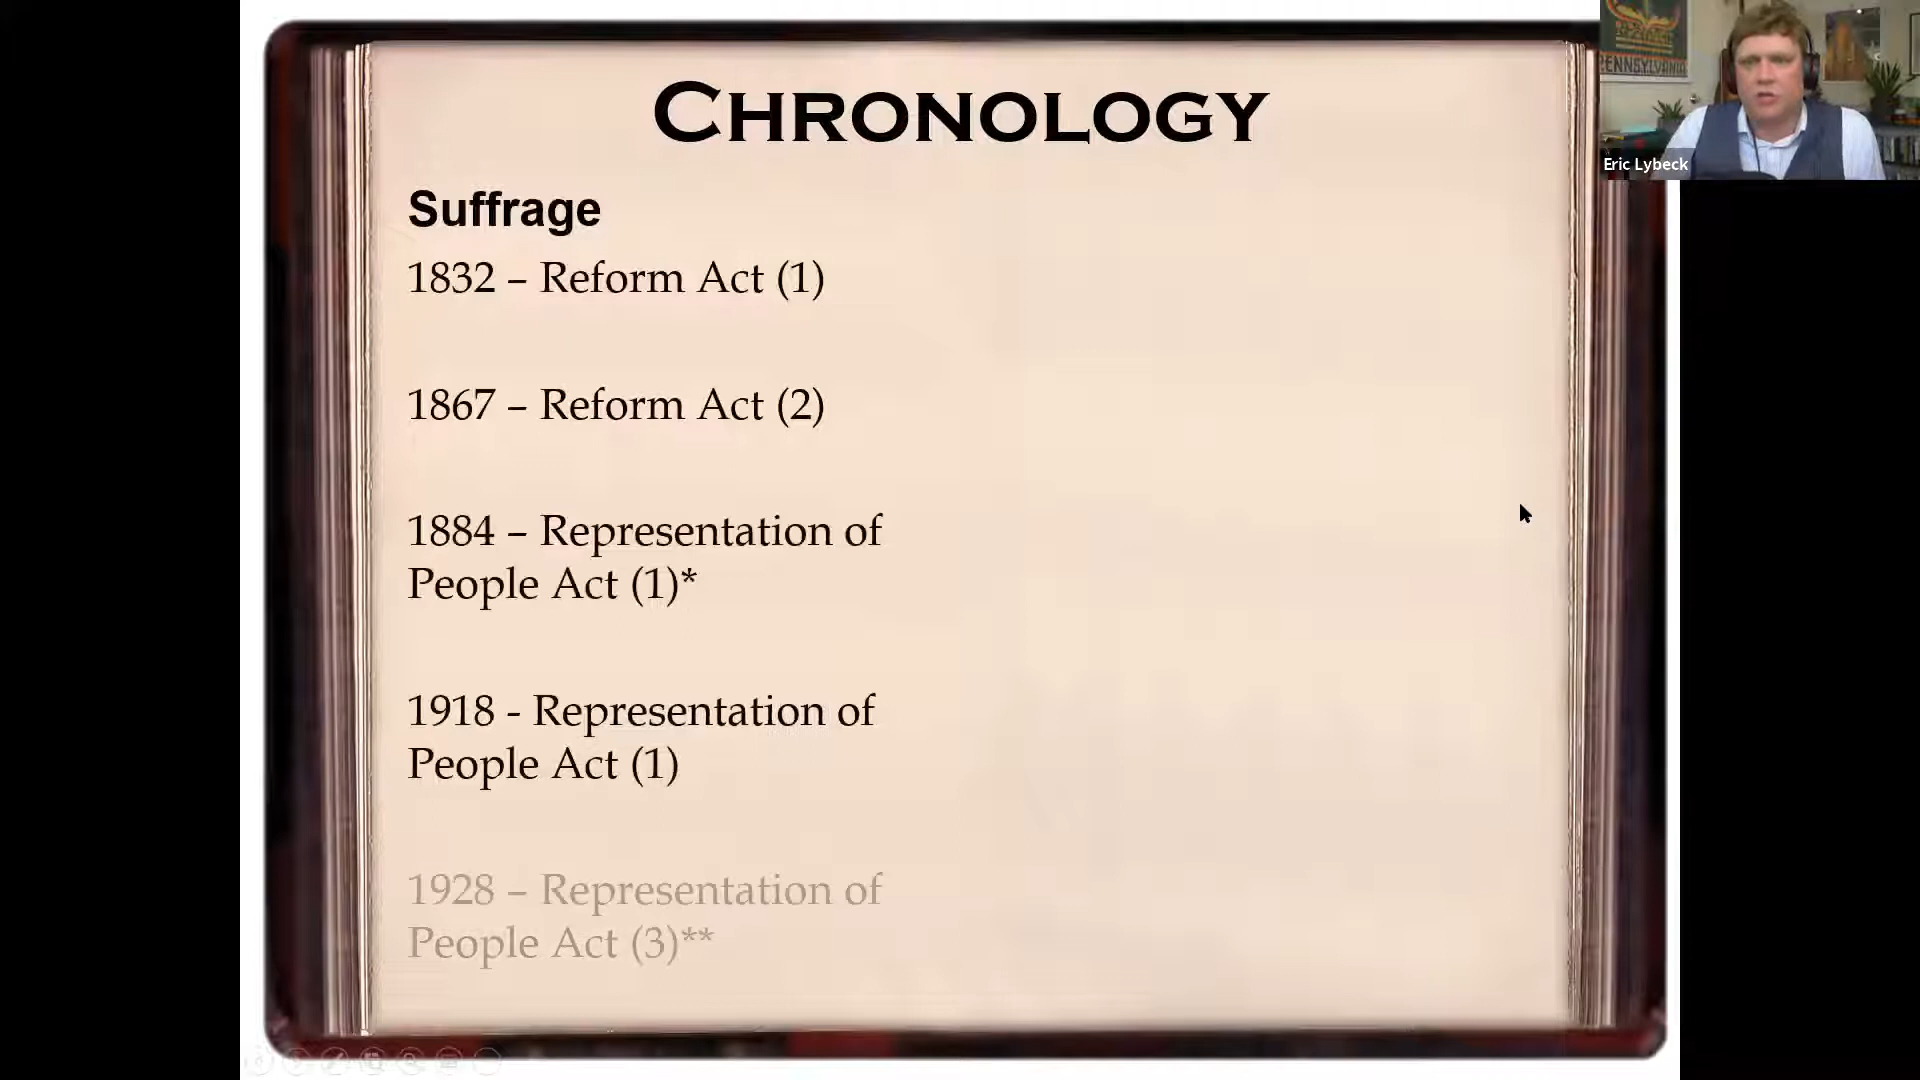 CHRONOLOGY
Suffrage
1832 – Reform Act (1)
1867 – Reform Act (2)
1884 – Representation of
People Act (1)*
1918 - Representation of
People Act (1)
1928 – Representation of
People Act (3)**
PENNSYLVANIA
Eric Lybeck